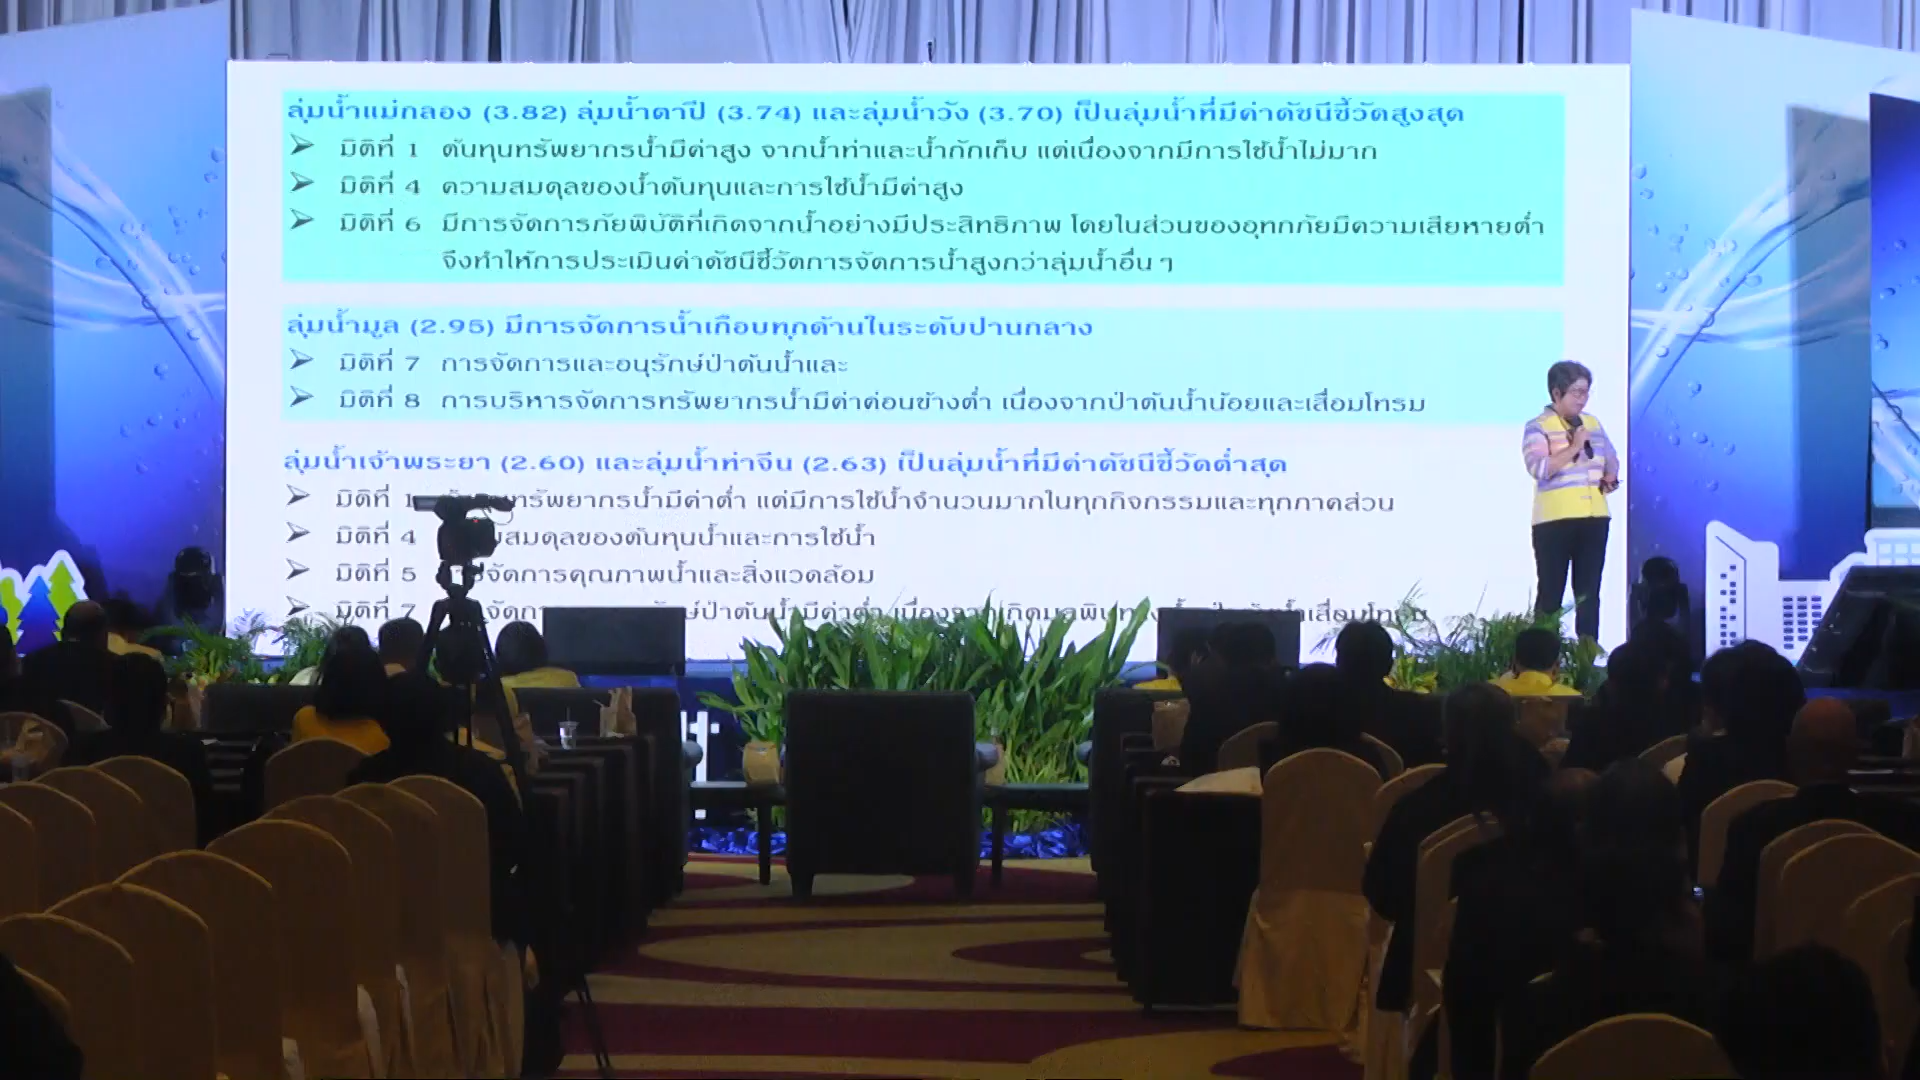 ลุ่มน้ำแม่กลอง (3.82) ลุ่มน้ำตาปี (3.74) และลุ่มน้ำวัง (3.70) เป็นลุ่มน้ำที่มีค่าดัชนีชี้วัดสูงสุด
➢ มิติที่ 1 ต้นทุนทรัพยากรน้ำมีค่าสูง จากน้ำท่าและน้ำกักเก็บ แต่เนื่องจากมีการใช้น้ำไม่มาก
➢ มิติที่ 4 ความสมดุลของน้ำต้นทุนและการใช้น้ำมีค่าสูง
➢ มิติที่ 6 มีการจัดการภัยพิบัติที่เกิดจากน้ำอย่างมีประสิทธิภาพ โดยในส่วนของอุทกภัยมีความเสียหายต่ำ
จึงทำให้การประเมินค่าดัชนีชี้วัดการจัดการน้ำสูงกว่าลุ่มน้ำอื่น ๆ
ลุ่มน้ำมูล (2.95) มีการจัดการน้ำเกือบทุกด้านในระดับปานกลาง
➢ มิติที่ 7 การจัดการและอนุรักษ์ป่าต้นน้ำและ
➢ มิติที่ 8 การบริหารจัดการทรัพยากรน้ำมีค่าค่อนข้างต่ำ เนื่องจากป่าต้นน้ำน้อยและเสื่อมโทรม
ลุ่มน้ำเจ้าพระยา (2.60) และลุ่มน้ำท่าจีน (2.63) เป็นลุ่มน้ำที่มีค่าดัชนีชี้วัดต่ำสุด
➢ มิติที่ 1 ทรัพยากรน้ำมีค่าต่ำ แต่มีการใช้น้ำจำนวนมากในทุกกิจกรรมและทุกภาคส่วน
➢ มิติที่ 4 สมดุลของต้นทุนน้ำและการใช้น้ำ
➢ มิติที่ 5 จัดการคุณภาพน้ำและสิ่งแวดล้อม
➢ มิติที่ 7 ป่าต้นน้ำมีค่าต่ำ